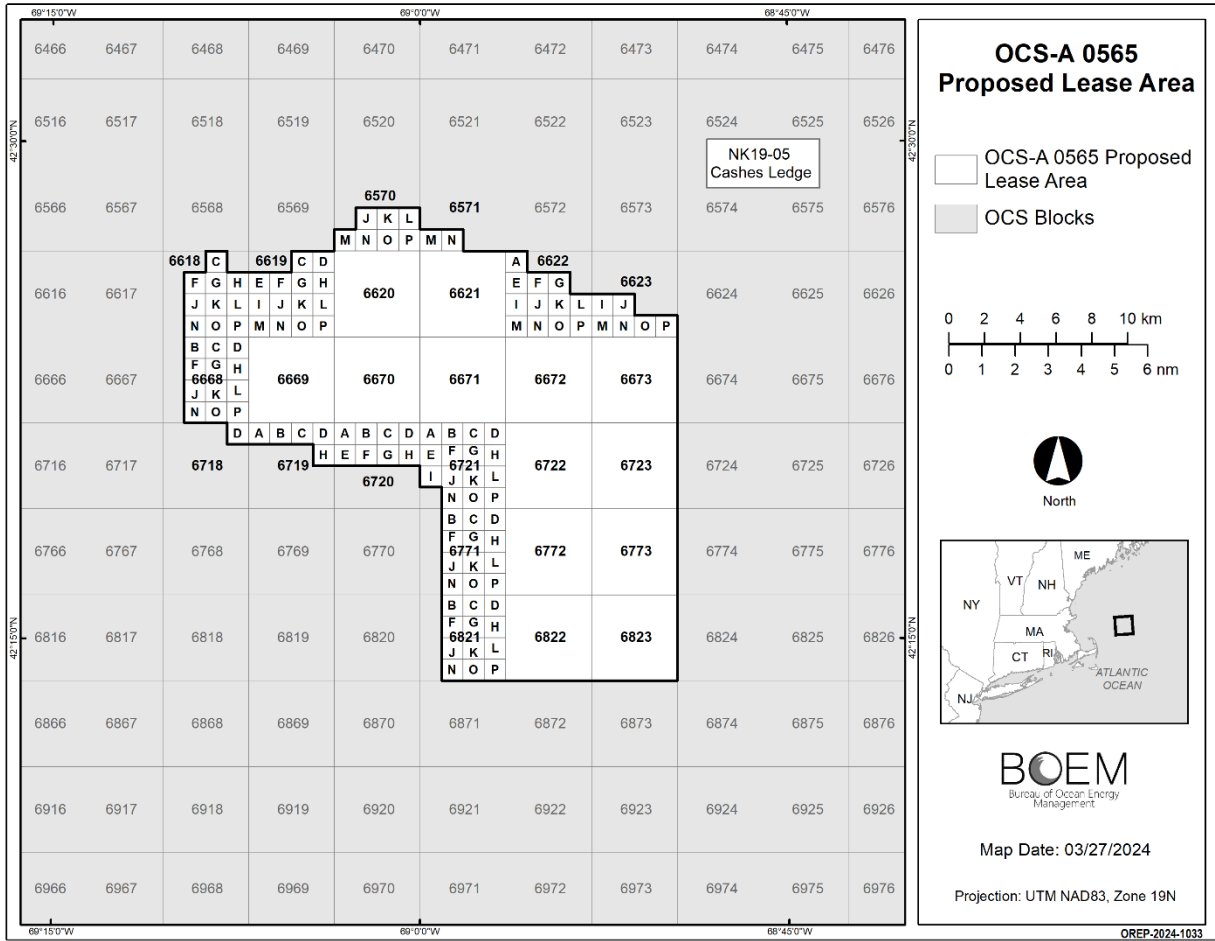 69°15'0"W 69°0'0"W 68°45'0"W
6466 6467 6468 6469 6470 6471 6472 6473 6474 6475 6476
6516 6517 6518 6519 6520 6521 6522 6523 6524 6525 6526
42°30'0"N 42°30'0"N
NK19-05
Cashes Ledge
6570
6566 6567 6568 6569 J K L 6571 6572 6573 6574 6575 6576
M N O P M N
6618 C 6619 C D A 6622
F G H E F G H E F G 6623
6616 6617 J K L I J K L 6620 6621 I J K L I J 6624 6625 6626
N O P M N O P M N O P M N O P
B C D
F G H
6666 6667 6668 6669 6670 6671 6672 6673 6674 6675 6676
J K L
N O P
D A B C D A B C D A B C D
H E F G H E F G H
6716 6717 6718 6719 6720 I 6721 6722 6723 6724 6725 6726
J K L
N O P
B C D
F G H
6766 6767 6768 6769 6770 6771 6772 6773 6774 6775 6776
J K L
N O P
B C D
F G H
42°15'0"N 6816 6817 6818 6819 6820 6821 6822 6823 6824 6825 6826 42°15'0"N
J K L
N O P
6866 6867 6868 6869 6870 6871 6872 6873 6874 6875 6876
6916 6917 6918 6919 6920 6921 6922 6923 6924 6925 6926
6966 6967 6968 6969 6970 6971 6972 6973 6974 6975 6976
69°15'0"W 69°0'0"W 68°45'0"W
OCS-A 0565
Proposed Lease Area
OCS-A 0565 Proposed
Lease Area
OCS Blocks
0 2 4 6 8 10 km
0 1 2 3 4 5 6 nm
North
ME
VT NH
NY
MA
CT RI
ATLANTIC
OCEAN
NJ
BOEM
Bureau of Ocean Energy
Management
Map Date: 03/27/2024
Projection: UTM NAD83, Zone 19N
OREP-2024-1033